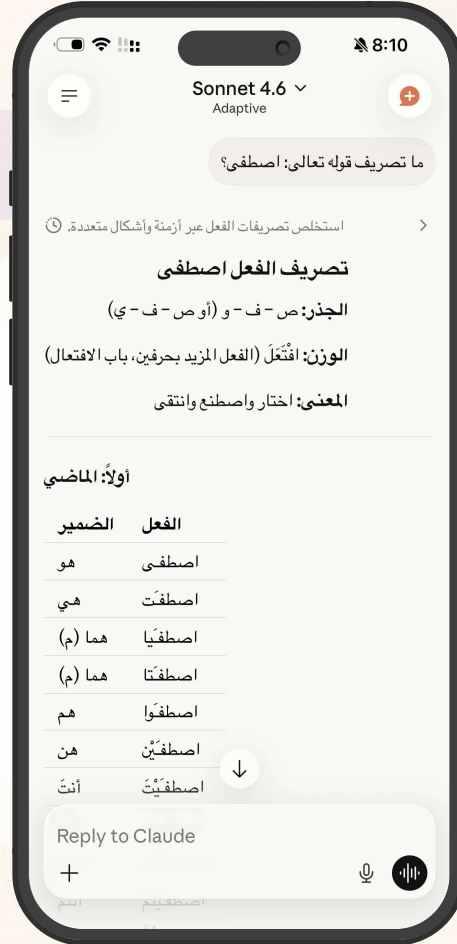 8:10
Sonnet 4.6
Adaptive
ما تصريف قوله تعالى: اصطفى؟
استخلص تصريفات الفعل عبر أزمنة وأشكال متعددة.
تصريف الفعل اصطفى
الجذر: ص – ف – و (أو ص – ف – ي)
الوزن: افْتَعَلَ (الفعل المزيد بحرفين، باب الافتعال)
المعنى: اختار واصطنع وانتقى
أولاً: الماضي
الضمير الفعل
هو اصطفى
هي اصطفَت
هما (م) اصطفَيا
هما (م) اصطفَتا
هم اصطفَوا
هن اصطفَيْن
أنتَ اصطفَيْتَ
Reply to Claude
أنتم اصطفيتم